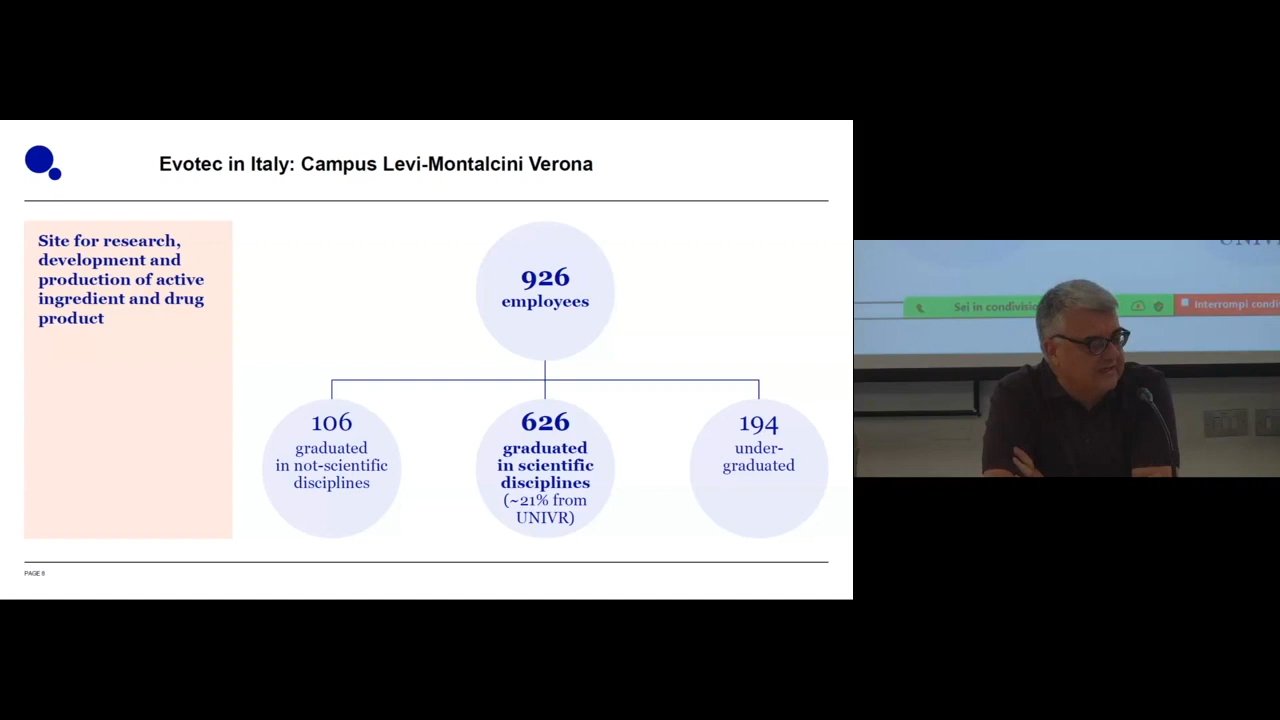 Evotec in Italy: Campus Levi-Montalcini Verona
Site for research,
development and
production of active
ingredient and drug
product
926
employees
106
graduated
in not-scientific
disciplines
626
graduated
in scientific
disciplines
(~21% from
UNIVR)
194
under-
graduated
PAGE 8
Sei in condivisio
Interrompi condi